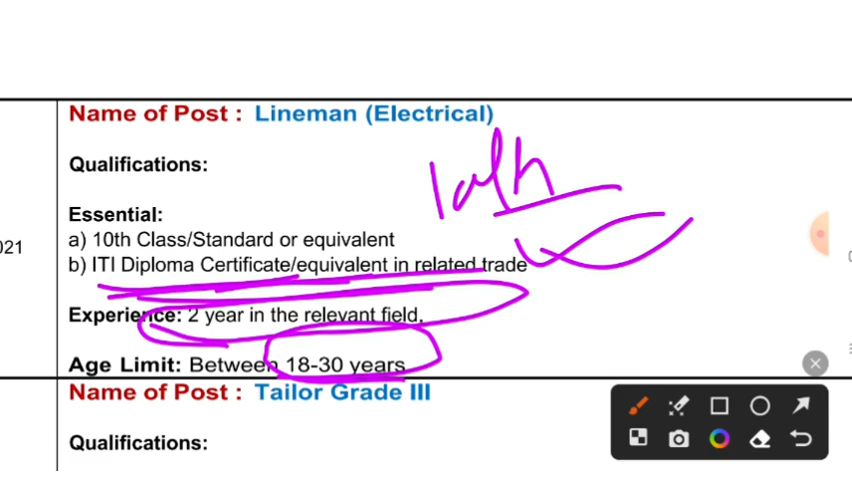 Name of Post : Lineman (Electrical)
Qualifications:
10th
Essential:
a) 10th Class/Standard or equivalent
021
b) ITI Diploma Certificate/equivalent in related trade
Experience: 2 year in the relevant field,
Age Limit: Between 18-30 years
Name of Post : Tailor Grade III
Qualifications: